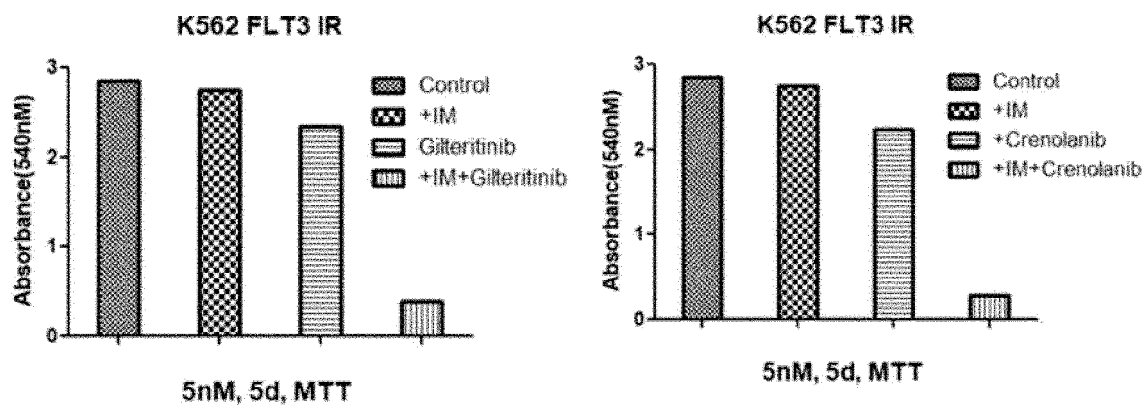 K562 FLT3 IR
Absorbance(540nM)
3
2
1
0
Control
+IM
Gilteritinib
+IM+Gilteritinib
5nM, 5d, MTT
K562 FLT3 IR
Absorbance(540nM)
3
2
1
0
Control
+IM
+Crenolanib
+IM+Crenolanib
5nM, 5d, MTT